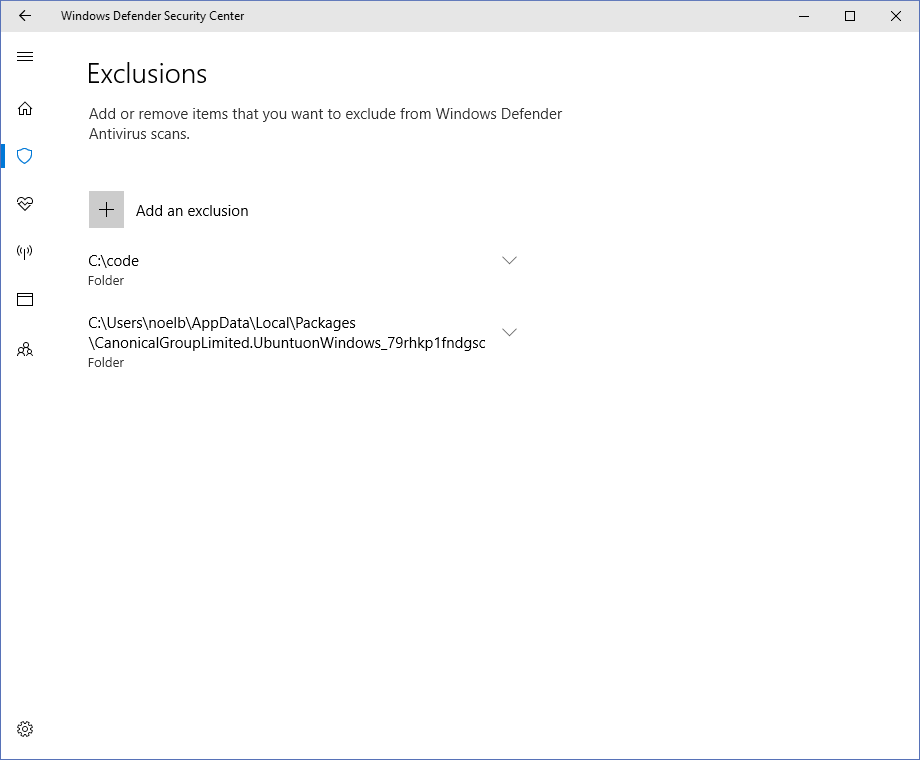 Windows Defender Security Center
Exclusions
Add or remove items that you want to exclude from Windows Defender
Antivirus scans.
Add an exclusion
C:\code
Folder
C:\Users\noelb\AppData\Local\Packages
\CanonicalGroupLimited.UbuntuonWindows_79rhkp1fndgsc
Folder